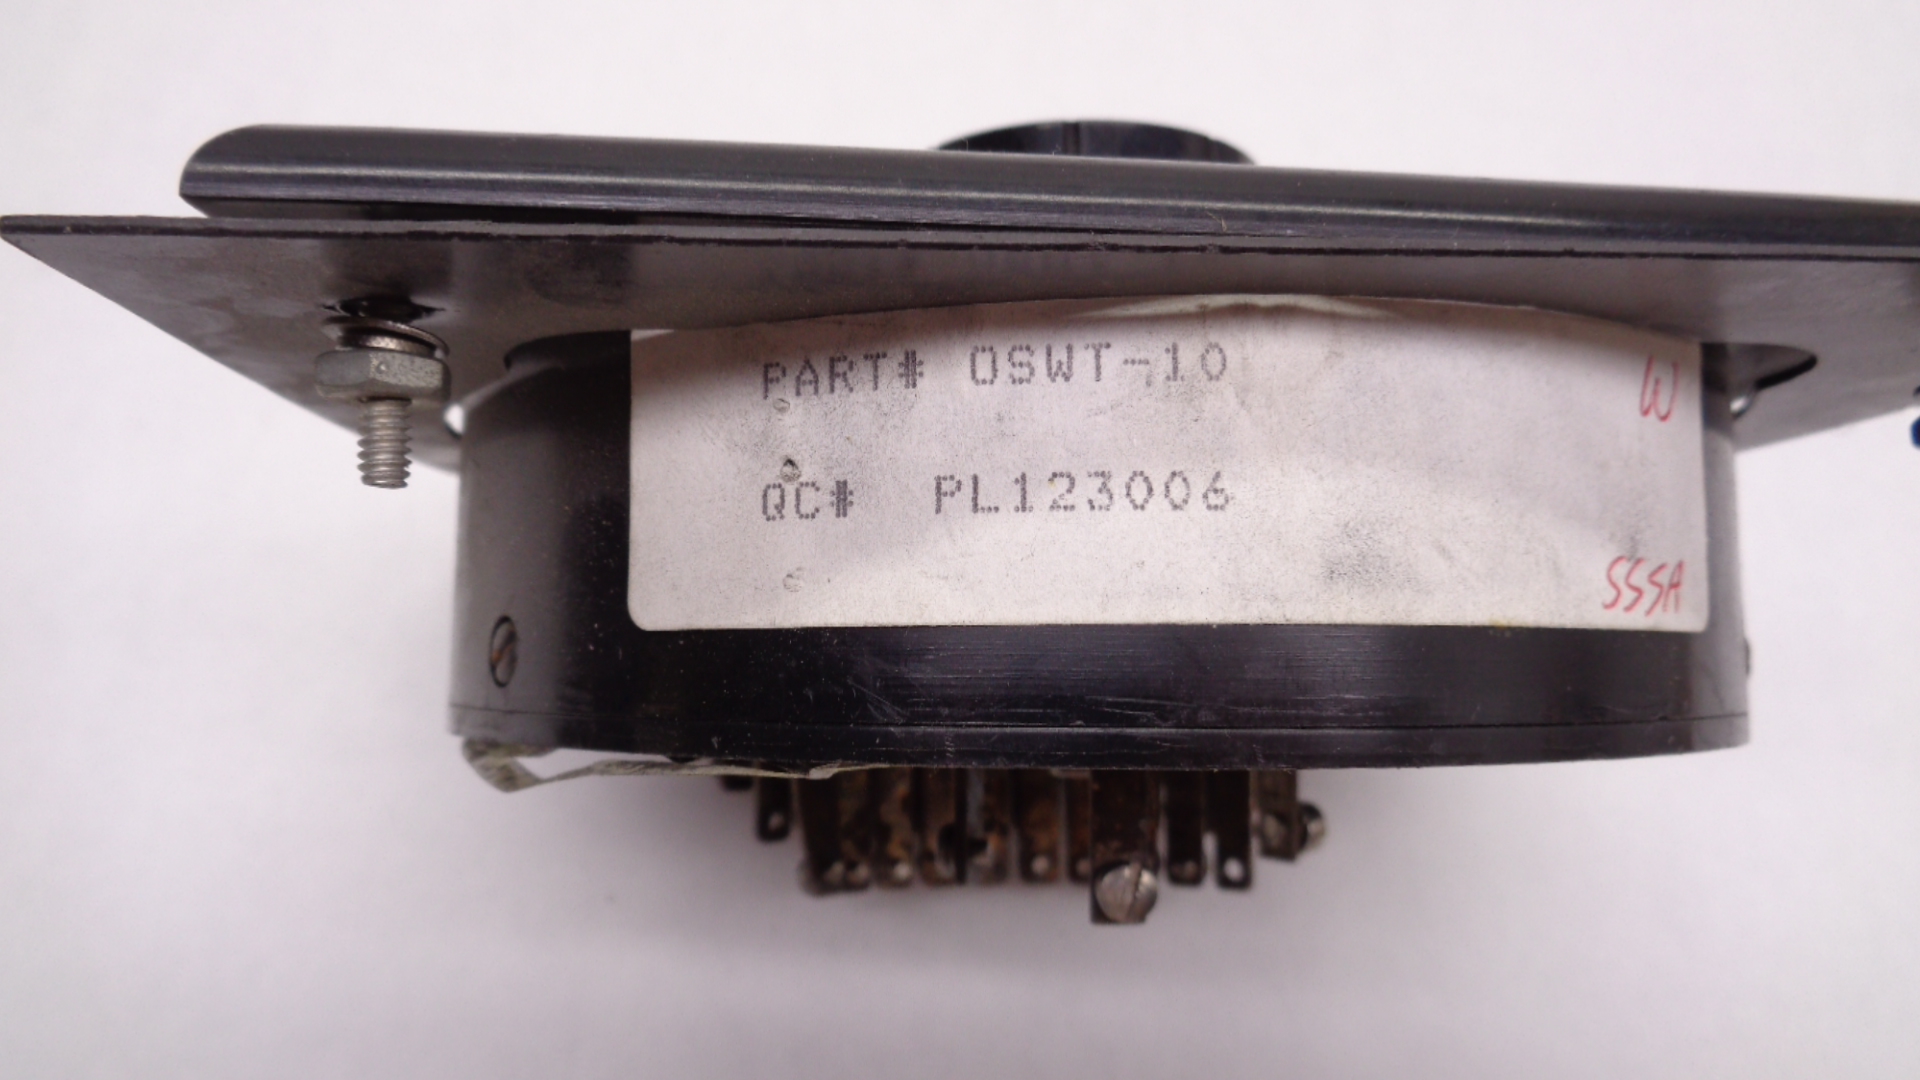 PART# OSWT-10
W
QC# PL123006
SSSA